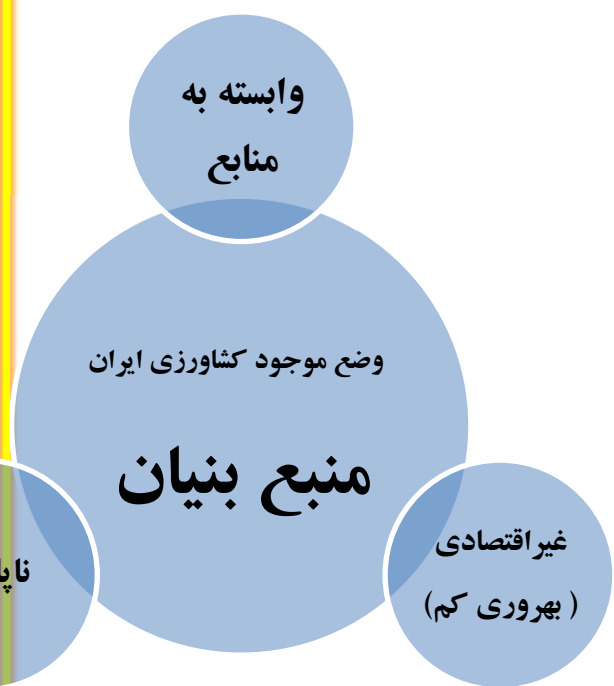 وابسته به
منابع
وضع موجود کشاورزی ایران
منبع بنیان
غیراقتصادی
( بهروری کم)